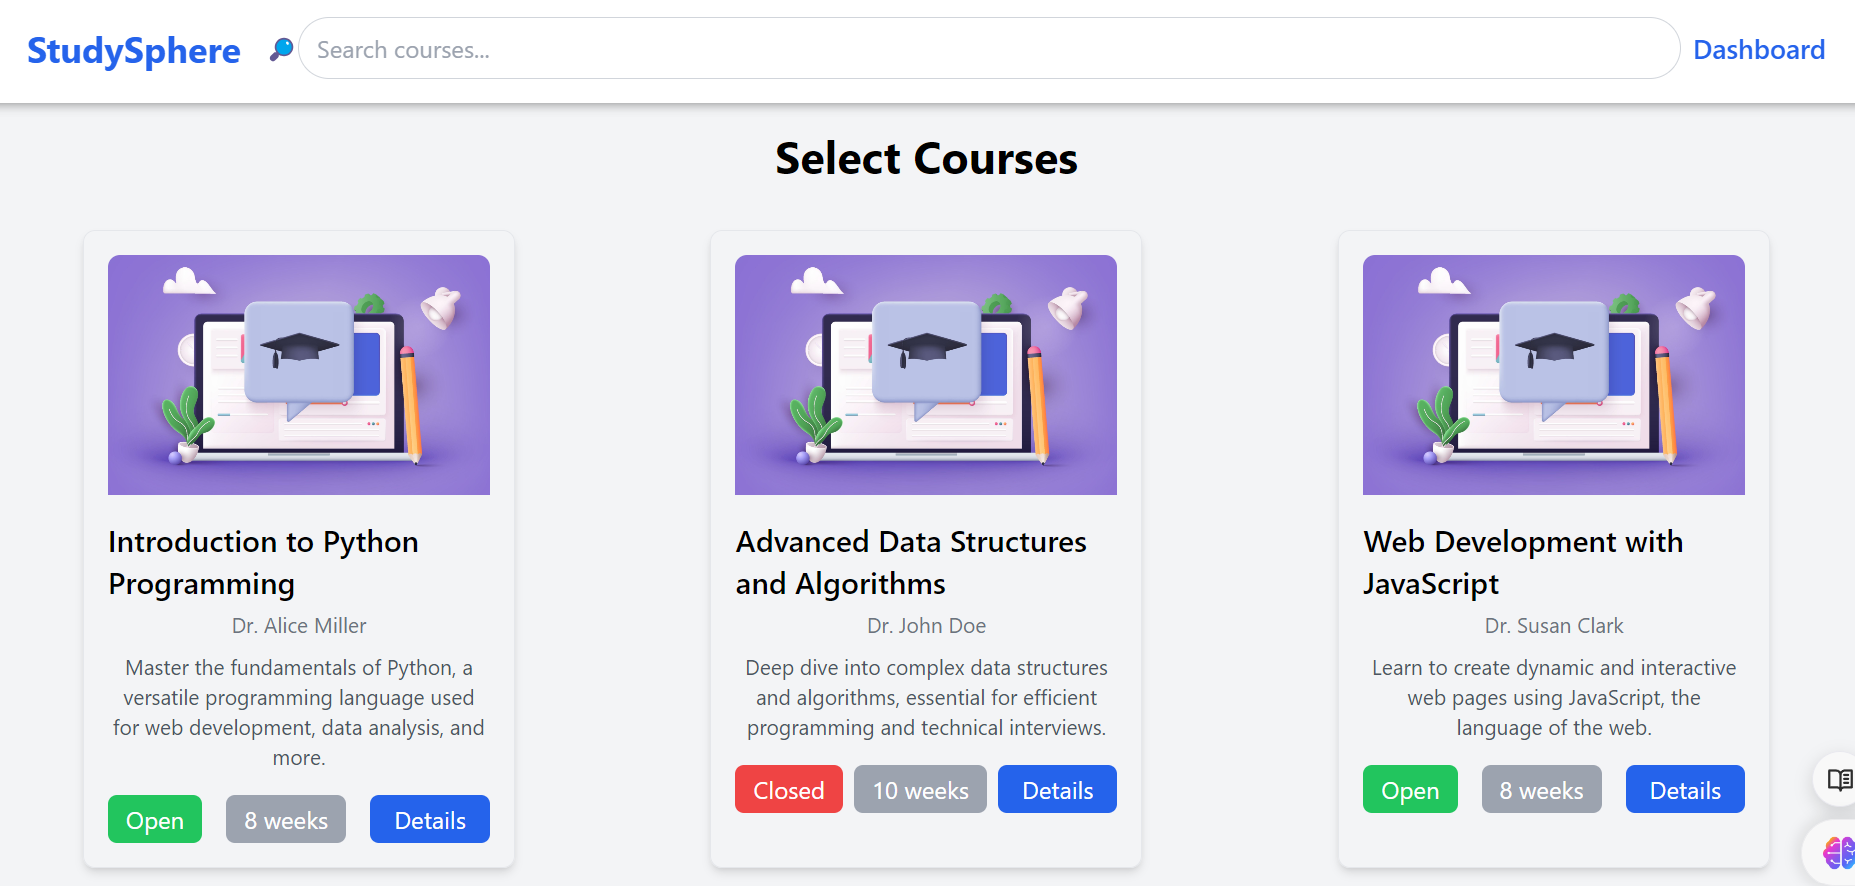 StudySphere
Search courses...
Dashboard
Select Courses
Introduction to Python
Programming
Dr. Alice Miller
Master the fundamentals of Python, a
versatile programming language used
for web development, data analysis, and
more.
Open
8 weeks
Details
Advanced Data Structures
and Algorithms
Dr. John Doe
Deep dive into complex data structures
and algorithms, essential for efficient
programming and technical interviews.
Closed
10 weeks
Details
Web Development with
JavaScript
Dr. Susan Clark
Learn to create dynamic and interactive
web pages using JavaScript, the
language of the web.
Open
8 weeks
Details